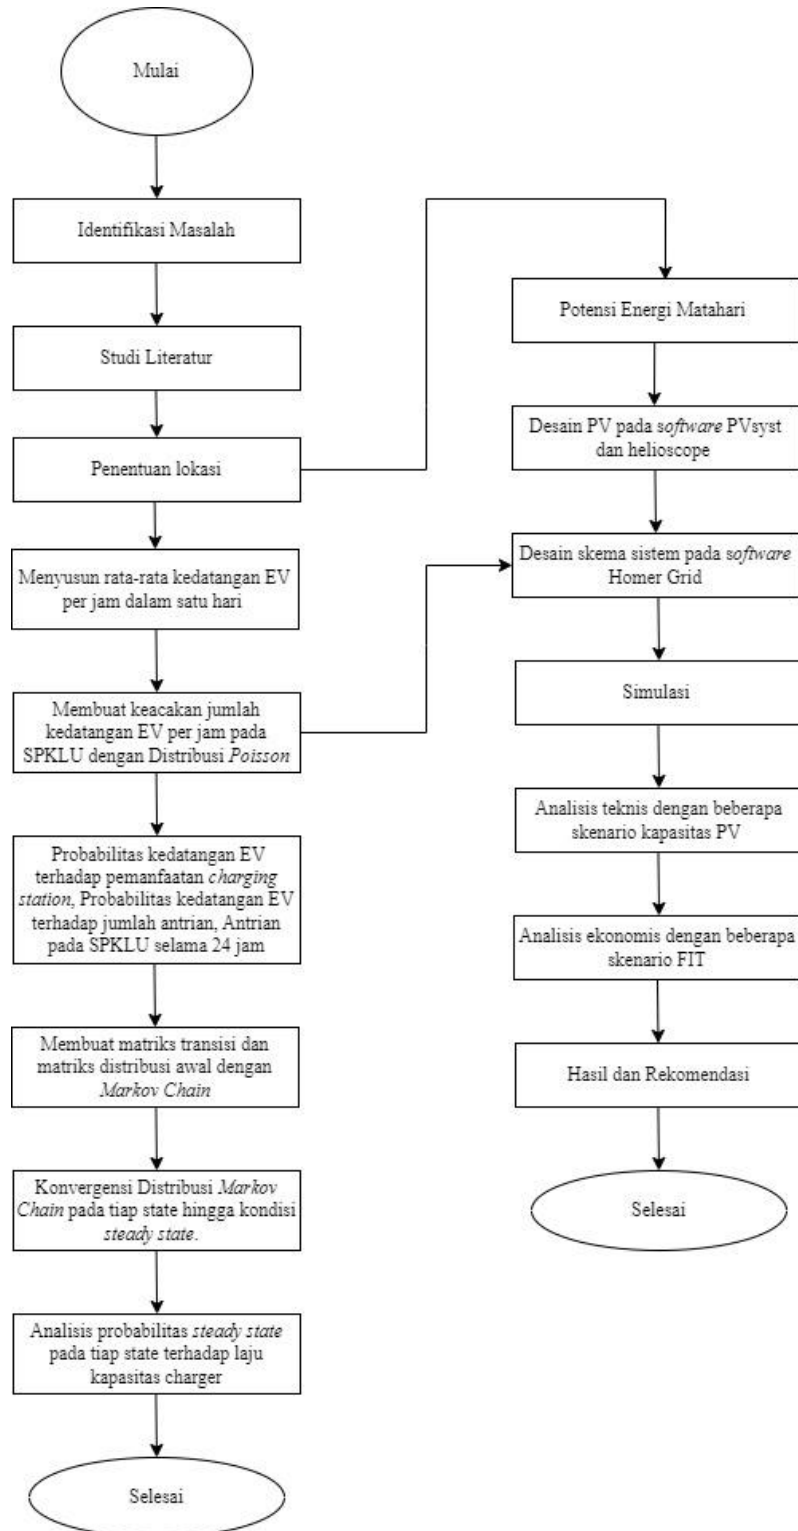 Mulai
Identifikasi Masalah
Studi Literatur
Penentuan lokasi
Menyusun rata-rata kedatangan EV
per jam dalam satu hari
Membuat keacakan jumlah
kedatangan EV per jam pada
SPKLU dengan Distribusi Poisson
Probabilitas kedatangan EV
terhadap pemanfaatan charging
station, Probabilitas kedatangan EV
terhadap jumlah antrian, Antrian
pada SPKLU selama 24 jam
Membuat matriks transisi dan
matriks distribusi awal dengan
Markov Chain
Konvergensi Distribusi Markov
Chain pada tiap state hingga kondisi
steady state.
Analisis probabilitas steady state
pada tiap state terhadap laju
kapasitas charger
Selesai
Potensi Energi Matahari
Desain PV pada software PVsyst
dan helioscope
Desain skema sistem pada software
Homer Grid
Simulasi
Analisis teknis dengan beberapa
skenario kapasitas PV
Analisis ekonomis dengan beberapa
skenario FIT
Hasil dan Rekomendasi
Selesai